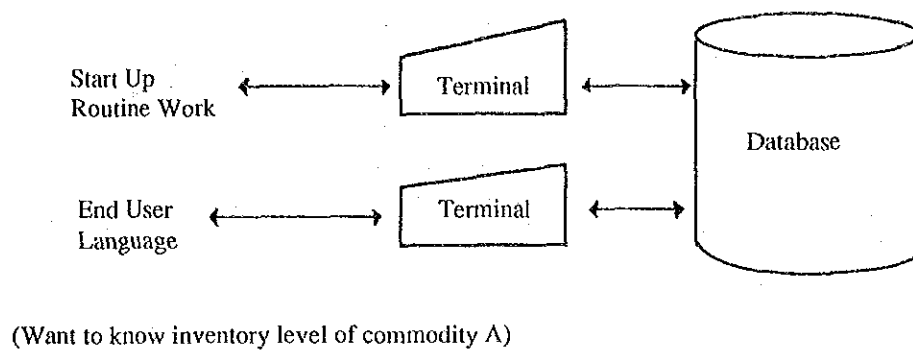 Start Up
Routine Work
Terminal
Database
End User
Language
Terminal
(Want to know inventory level of commodity A)